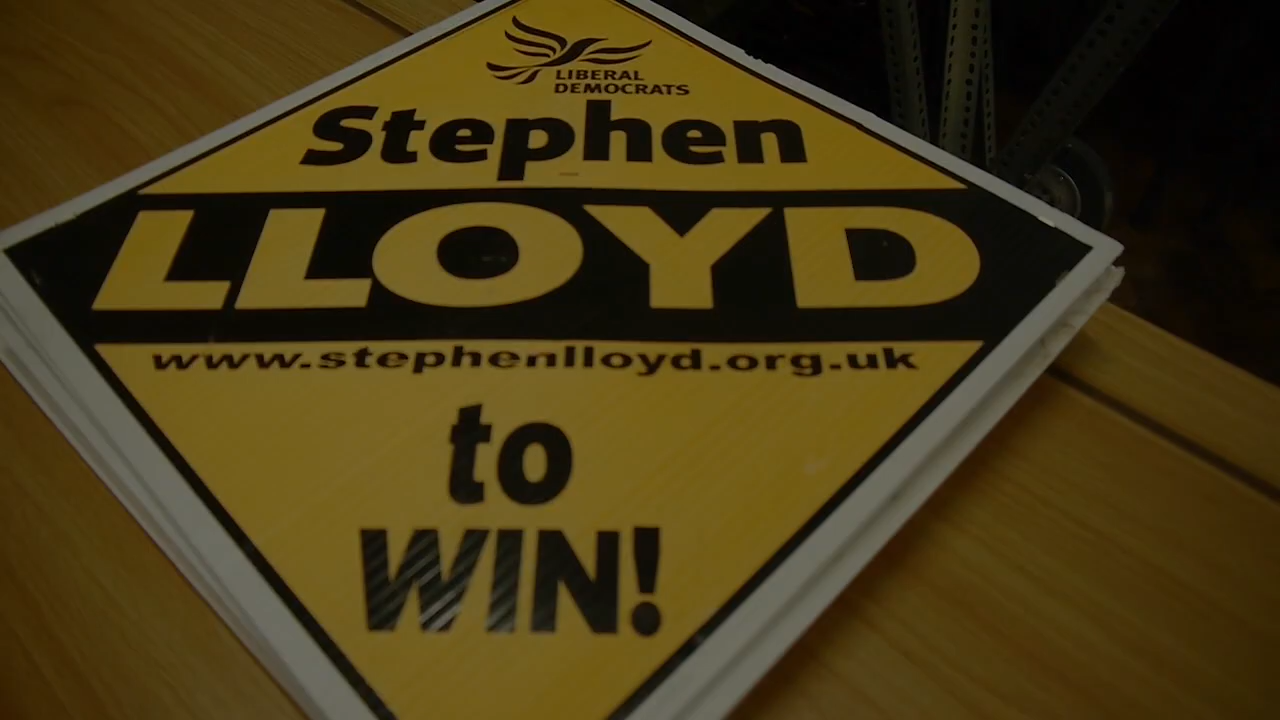 LIBERAL
DEMOCRATS
Stephen
LLOYD
www.stephenlloyd.org.uk
to
WIN!